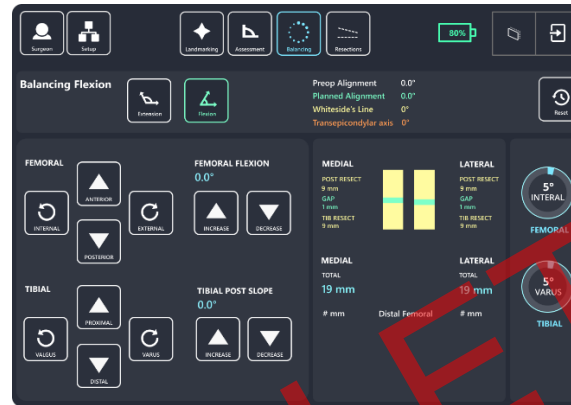 Surgeon
Setup
Landmarking
Assessment
Balancing
Resections
80%
Balancing Flexion
Extension
Flexion
Preop Alignment 0.0°
Planned Alignment 0.0°
Whiteside's Line 0°
Transepicondylar axis 0°
Reset
FEMORAL
ANTERIOR
INTERNAL
EXTERNAL
POSTERIOR
FEMORAL FLEXION
0.0°
INCREASE
DECREASE
TIBIAL
PROXIMAL
VALGUS
VARUS
DISTAL
TIBIAL POST SLOPE
0.0°
INCREASE
DECREASE
MEDIAL
POST RESECT
9 mm
GAP
1 mm
TIB RESECT
9 mm
LATERAL
POST RESECT
9 mm
GAP
1 mm
TIB RESECT
9 mm
MEDIAL
TOTAL
19 mm
# mm
Distal Femoral
LATERAL
TOTAL
19 mm
# mm
5°
INTERAL
FEMORAL
5°
VARUS
TIBIAL